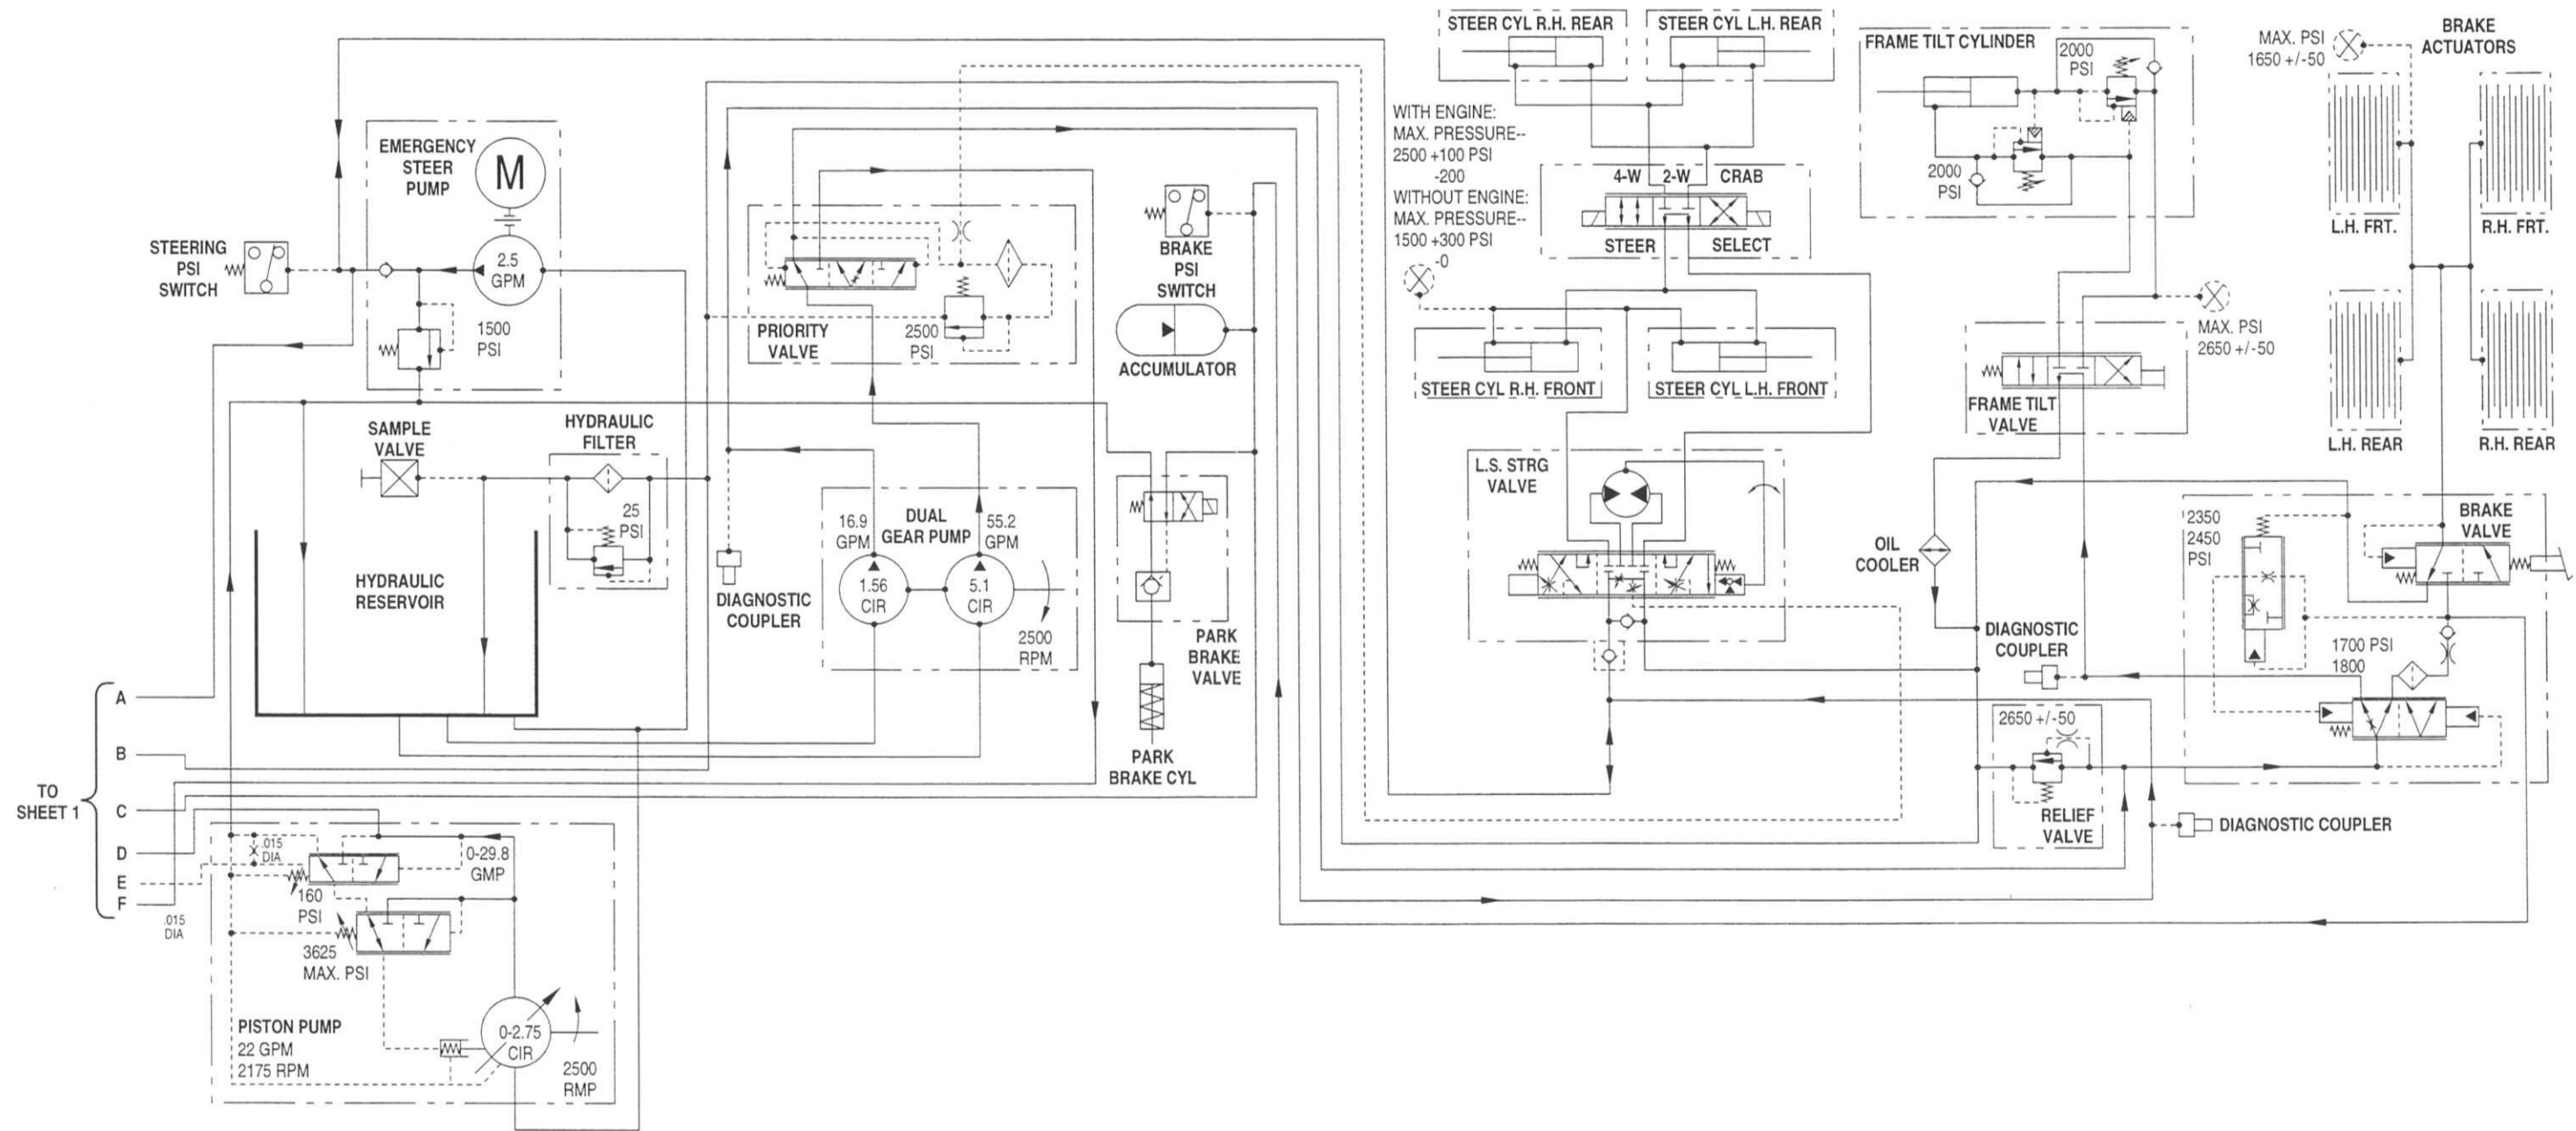 STEER CYL R.H. REAR
STEER CYL L.H. REAR
FRAME TILT CYLINDER
2000
PSI
2000
PSI
MAX. PSI
1650 +/-50
BRAKE
ACTUATORS
L.H. FRT.
R.H. FRT.
L.H. REAR
R.H. REAR
EMERGENCY
STEER
PUMP
M
2.5
GPM
1500
PSI
STEERING
PSI
SWITCH
WITH ENGINE:
MAX. PRESSURE--
2500 +100 PSI
-200
WITHOUT ENGINE:
MAX. PRESSURE--
1500 +300 PSI
-0
4-W
2-W
CRAB
STEER
SELECT
BRAKE
PSI
SWITCH
ACCUMULATOR
PRIORITY
VALVE
2500
PSI
STEER CYL R.H. FRONT
STEER CYL L.H. FRONT
MAX. PSI
2650 +/-50
FRAME TILT
VALVE
SAMPLE
VALVE
HYDRAULIC
FILTER
25
PSI
HYDRAULIC
RESERVOIR
DIAGNOSTIC
COUPLER
16.9
GPM
DUAL
GEAR PUMP
55.2
GPM
1.56
CIR
5.1
CIR
2500
RPM
PARK
BRAKE
VALVE
PARK
BRAKE CYL
L.S. STRG
VALVE
OIL
COOLER
DIAGNOSTIC
COUPLER
2350
2450
PSI
BRAKE
VALVE
1700 PSI
1800
2650 +/-50
RELIEF
VALVE
DIAGNOSTIC COUPLER
TO
SHEET 1
A
B
C
D
E
F
.015
DIA
.015
DIA
0-29.8
GMP
160
PSI
3625
MAX. PSI
PISTON PUMP
22 GPM
2175 RPM
0-2.75
CIR
2500
RMP